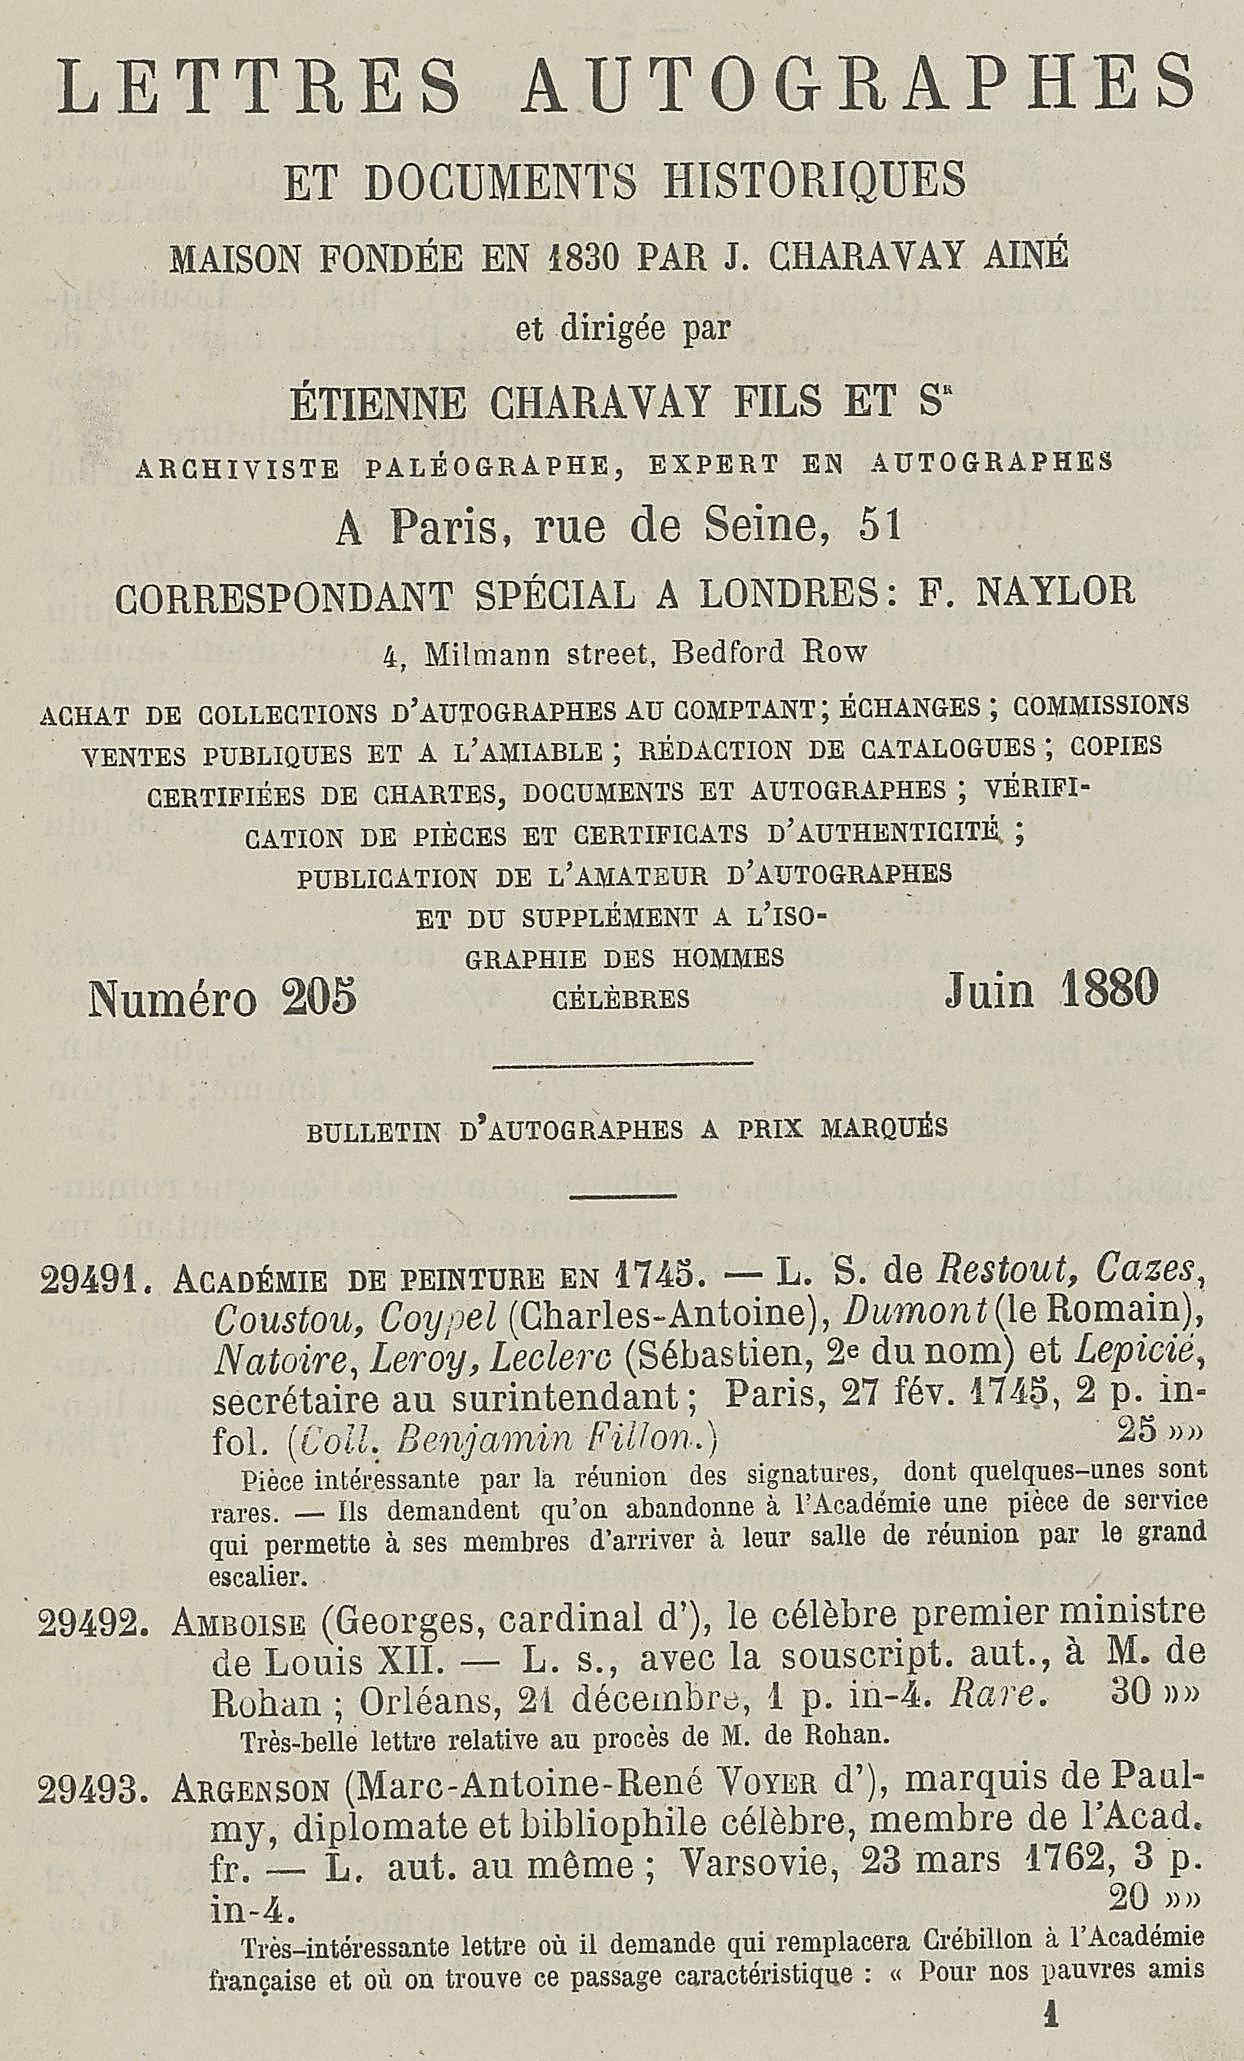 LETTRES AUTOGRAPHES
ET DOCUMENTS HISTORIQUES
MAISON FONDÉE EN 1830 PAR J. CHARAVAY AINÉ
et dirigée par
ÉTIENNE CHARAVAY FILS ET Sᴿ
ARCHIVISTE PALÉOGRAPHE, EXPERT EN AUTOGRAPHES
A Paris, rue de Seine, 51
CORRESPONDANT SPÉCIAL A LONDRES: F. NAYLOR
4, Milmann street, Bedford Row
ACHAT DE COLLECTIONS D'AUTOGRAPHES AU COMPTANT; ÉCHANGES; COMMISSIONS
VENTES PUBLIQUES ET A L'AMIABLE; RÉDACTION DE CATALOGUES; COPIES
CERTIFIÉES DE CHARTES, DOCUMENTS ET AUTOGRAPHES; VÉRIFI-
CATION DE PIÈCES ET CERTIFICATS D'AUTHENTICITÉ;
PUBLICATION DE L'AMATEUR D'AUTOGRAPHES
ET DU SUPPLÉMENT A L'ISO-
GRAPHIE DES HOMMES
CÉLÈBRES
Numéro 205 Juin 1880
BULLETIN D'AUTOGRAPHES A PRIX MARQUÉS
29491. ACADÉMIE DE PEINTURE EN 1745. — L. S. de Restout, Cazes,
Coustou, Coypel (Charles-Antoine), Dumont (le Romain),
Natoire, Leroy, Leclerc (Sébastien, 2e du nom) et Lepicié,
secrétaire au surintendant; Paris, 27 fév. 1745, 2 p. in-
fol. (Coll. Benjamin Fillon.) 25 »»
Pièce intéressante par la réunion des signatures, dont quelques-unes sont
rares. — Ils demandent qu'on abandonne à l'Académie une pièce de service
qui permette à ses membres d'arriver à leur salle de réunion par le grand
escalier.
29492. AMBOISE (Georges, cardinal d'), le célèbre premier ministre
de Louis XII. — L. s., avec la souscript. aut., à M. de
Rohan; Orléans, 21 décembre, 1 p. in-4. Rare. 30 »»
Très-belle lettre relative au procès de M. de Rohan.
29493. ARGENSON (Marc-Antoine-René VOYER d'), marquis de Paul-
my, diplomate et bibliophile célèbre, membre de l'Acad.
fr. — L. aut. au même; Varsovie, 23 mars 1762, 3 p.
in-4. 20 »»
Très-intéressante lettre où il demande qui remplacera Crébillon à l'Académie
française et où on trouve ce passage caractéristique : « Pour nos pauvres amis
1